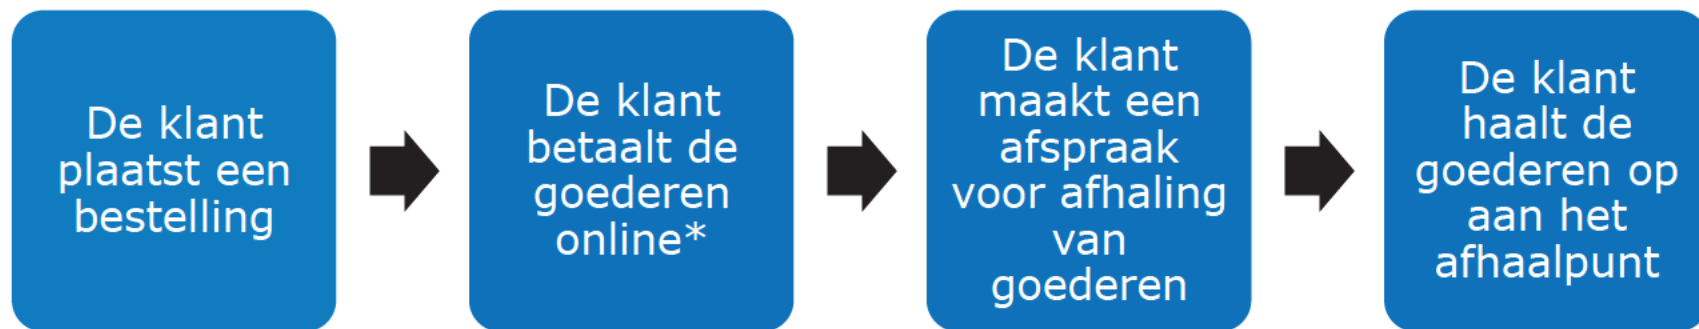 De klant
plaatst een
bestelling
De klant
betaalt de
goederen
online*
De klant
maakt een
afspraak
voor afhaling
van
goederen
De klant
haalt de
goederen op
aan het
afhaalpunt